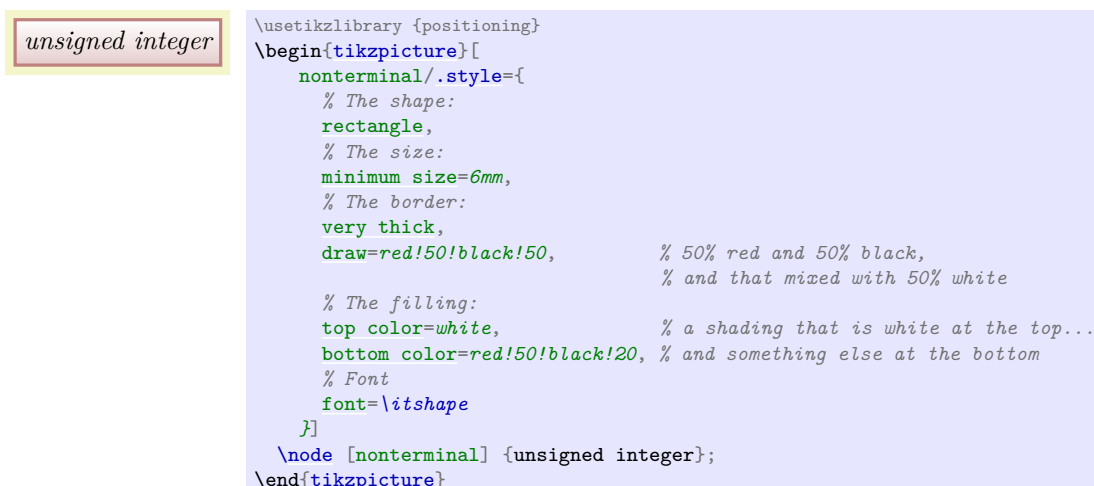 unsigned integer
\usetikzlibrary {positioning}
\begin{tikzpicture}[
    nonterminal/.style={
      % The shape:
      rectangle,
      % The size:
      minimum size=6mm,
      % The border:
      very thick,
      draw=red!50!black!50,         % 50% red and 50% black,
                                    % and that mixed with 50% white
      % The filling:
      top color=white,              % a shading that is white at the top...
      bottom color=red!50!black!20, % and something else at the bottom
      % Font
      font=\itshape
    }]
  \node [nonterminal] {unsigned integer};
\end{tikzpicture}